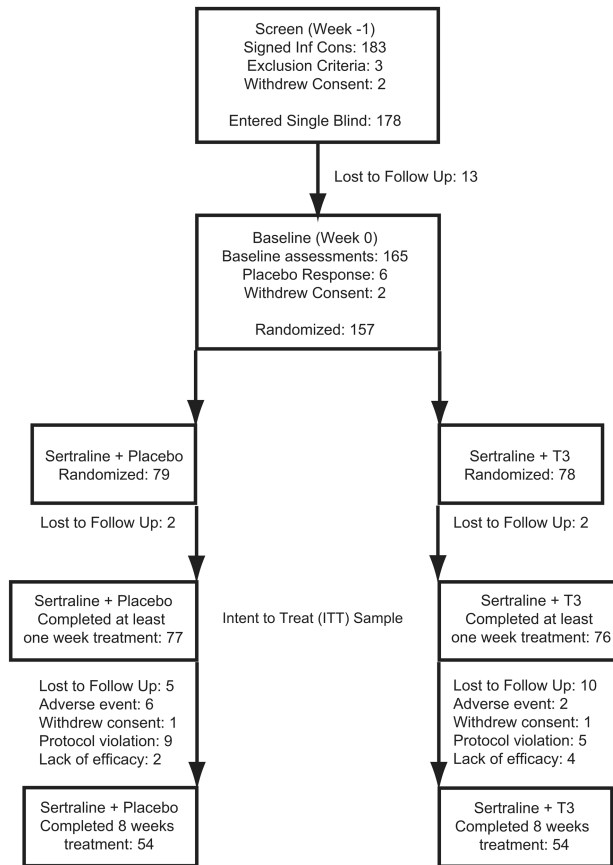 Screen (Week -1)
Signed Inf Cons: 183
Exclusion Criteria: 3
Withdrew Consent: 2
Entered Single Blind: 178
Lost to Follow Up: 13
Baseline (Week 0)
Baseline assessments: 165
Placebo Response: 6
Withdrew Consent: 2
Randomized: 157
Sertraline + Placebo
Randomized: 79
Sertraline + T3
Randomized: 78
Lost to Follow Up: 2
Lost to Follow Up: 2
Sertraline + Placebo
Completed at least
one week treatment: 77
Intent to Treat (ITT) Sample
Sertraline + T3
Completed at least
one week treatment: 76
Lost to Follow Up: 5
Adverse event: 6
Withdrew consent: 1
Protocol violation: 9
Lack of efficacy: 2
Lost to Follow Up: 10
Adverse event: 2
Withdrew consent: 1
Protocol violation: 5
Lack of efficacy: 4
Sertraline + Placebo
Completed 8 weeks
treatment: 54
Sertraline + T3
Completed 8 weeks
treatment: 54